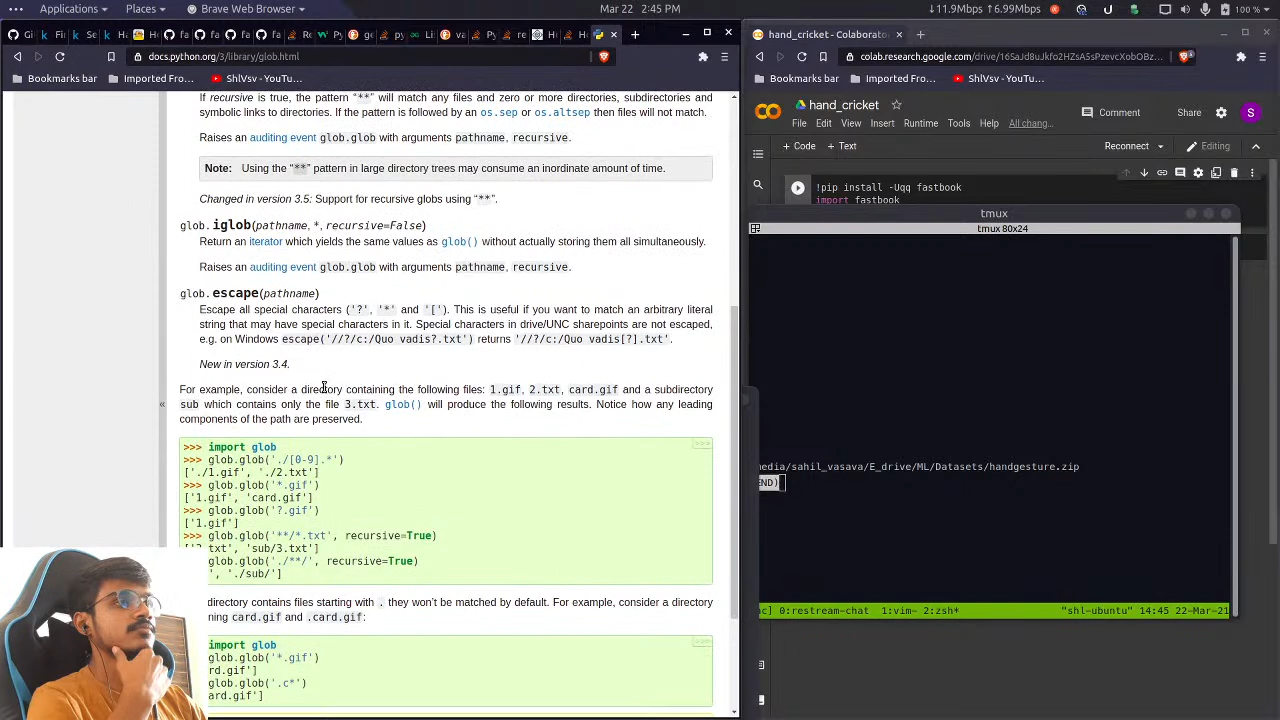 Applications Places Brave Web Browser Mar 22 2:45 PM ↓11.9Mbps↑6.99Mbps 100 %
docs.python.org/3/library/glob.html
Bookmarks bar Imported Fro... ShlVsv - YouTu...
If recursive is true, the pattern “**” will match any files and zero or more directories, subdirectories and
symbolic links to directories. If the pattern is followed by an os.sep or os.altsep then files will not match.
Raises an auditing event glob.glob with arguments pathname, recursive.
Note: Using the “**” pattern in large directory trees may consume an inordinate amount of time.
Changed in version 3.5: Support for recursive globs using “**”.
glob.iglob(pathname, *, recursive=False)
Return an iterator which yields the same values as glob() without actually storing them all simultaneously.
Raises an auditing event glob.glob with arguments pathname, recursive.
glob.escape(pathname)
Escape all special characters ('?', '*' and '['). This is useful if you want to match an arbitrary literal
string that may have special characters in it. Special characters in drive/UNC sharepoints are not escaped,
e.g. on Windows escape('//?/c:/Quo vadis?.txt') returns '//?/c:/Quo vadis[?].txt'.
New in version 3.4.
For example, consider a directory containing the following files: 1.gif, 2.txt, card.gif and a subdirectory
sub which contains only the file 3.txt. glob() will produce the following results. Notice how any leading
components of the path are preserved.
>>> import glob >>>
>>> glob.glob('./[0-9].*')
['./1.gif', './2.txt']
>>> glob.glob('*.gif')
['1.gif', 'card.gif']
>>> glob.glob('?.gif')
['1.gif']
>>> glob.glob('**/*.txt', recursive=True)
.txt', 'sub/3.txt']
glob.glob('./**/', recursive=True)
', './sub/']
directory contains files starting with . they won’t be matched by default. For example, consider a directory
ning card.gif and .card.gif:
import glob >>>
glob.glob('*.gif')
rd.gif']
glob.glob('.c*')
ard.gif']
hand_cricket - Colaborato
colab.research.google.com/drive/16SaJd8uJkfo2HZsA5sPzevcXobOBz...
Bookmarks bar Imported Fro... ShlVsv - YouTu...
hand_cricket
Comment
S
File Edit View Insert Runtime Tools Help All chang...
+ Code + Text Reconnect Editing
!pip install -Uqq fastbook
import fastbook
tmux
tmux 80x24
media/sahil_vasava/E_drive/ML/Datasets/handgesture.zip
END)
nc] 0:restream-chat 1:vim- 2:zsh* "shl-ubuntu" 14:45 22-Mar-21